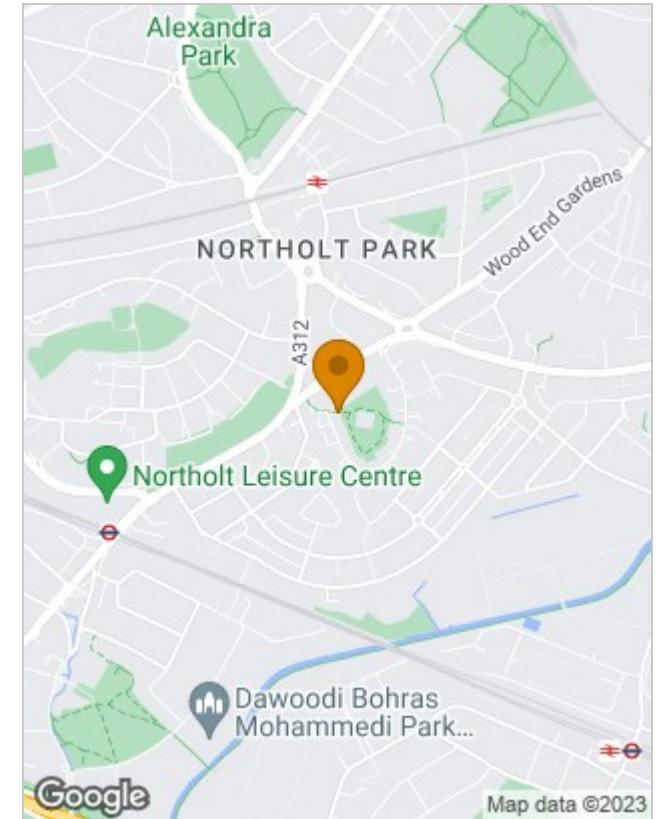 Alexandra
Park
Wood End Gardens
NORTHOLT PARK
A312
Northolt Leisure Centre
Dawoodi Bohras
Mohammedi Park...
Google
Map data ©2023